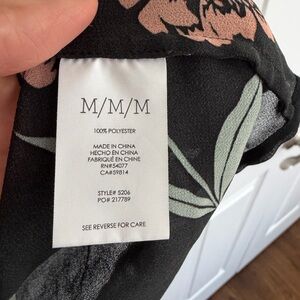 M/M/M
100% POLYESTER
MADE IN CHINA
HECHO EN CHINA
FABRIQUÉ EN CHINE
RN#54077
CA#59814
STYLE# 5206
PO# 217789
SEE REVERSE FOR CARE